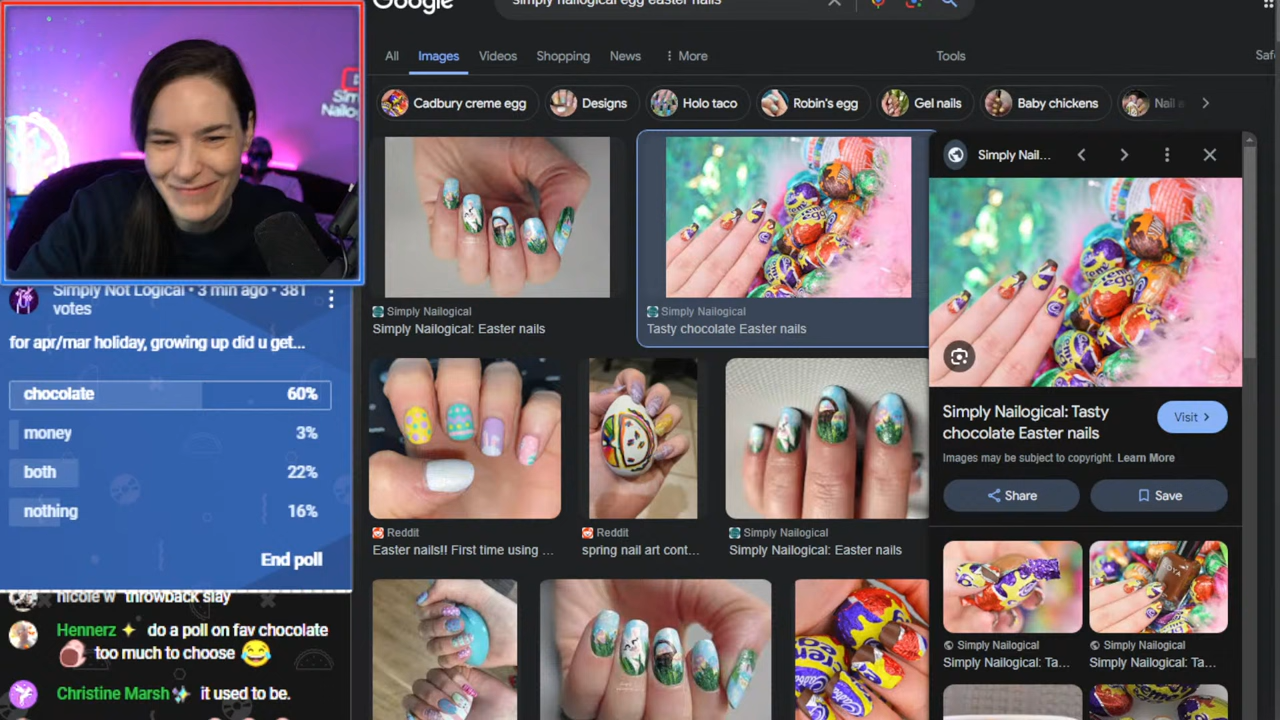 Google
simply nailogical egg easter nails
All
Images
Videos
Shopping
News
More
Tools
Cadbury creme egg
Designs
Holo taco
Robin's egg
Gel nails
Baby chickens
Nail
Simply Nailogical
Simply Nailogical: Easter nails
Simply Nailogical
Tasty chocolate Easter nails
Simply Nail...
Simply Nailogical: Tasty
chocolate Easter nails
Visit
Images may be subject to copyright. Learn More
Share
Save
Simply Not Logical • 3 min ago • 381
votes
for apr/mar holiday, growing up did u get...
chocolate 60%
money 3%
both 22%
nothing 16%
End poll
nicole w throwback slay
Hennerz do a poll on fav chocolate
too much to choose
Christine Marsh it used to be.
Reddit
Easter nails!! First time using ...
Reddit
spring nail art cont...
Simply Nailogical
Simply Nailogical: Easter nails
Simply Nailogical
Simply Nailogical: Ta...
Simply Nailogical
Simply Nailogical: Ta...